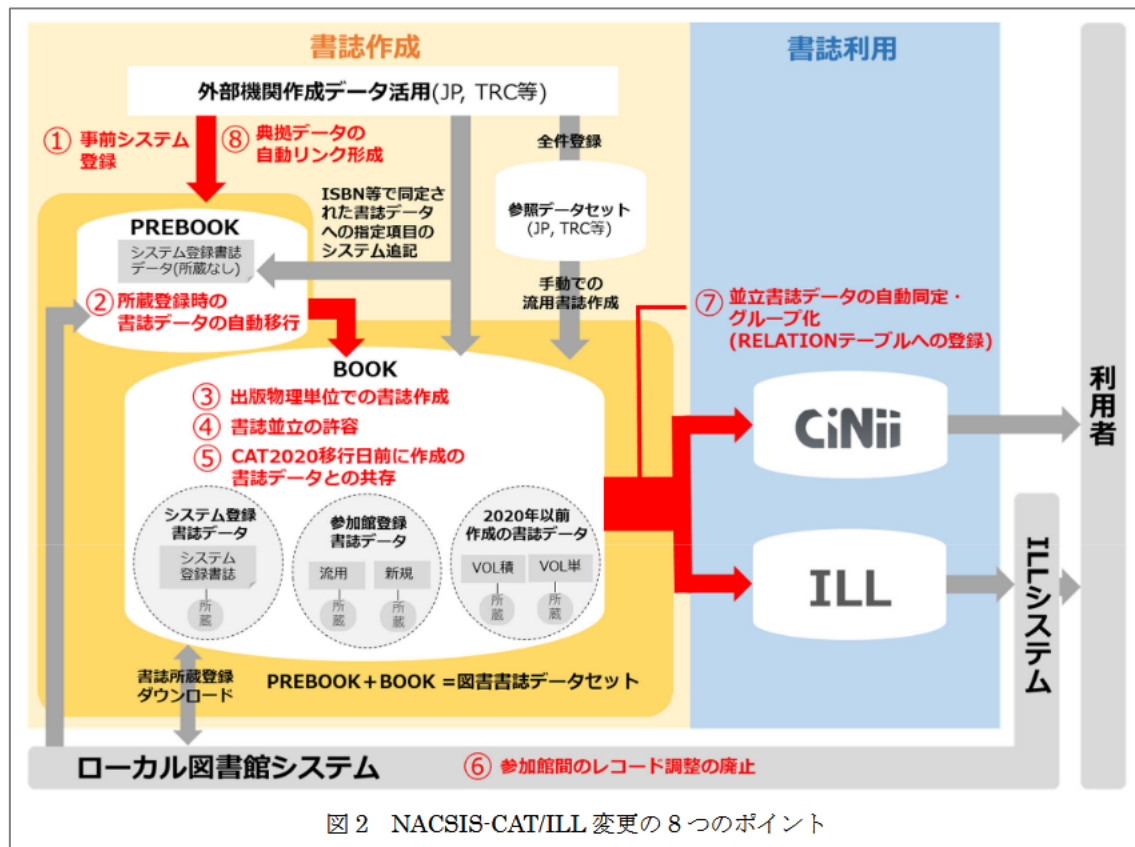 書誌作成
書誌利用
外部機関作成データ活用(JP, TRC等)
① 事前システム
登録
⑧ 典拠データの
自動リンク形成
全件登録
ISBN等で同定さ
れた書誌データ
への指定項目の
システム追記
参照データセット
(JP, TRC等)
手動での
流用書誌作成
PREBOOK
システム登録書誌
データ(所蔵なし)
② 所蔵登録時の
書誌データの自動移行
⑦ 並立書誌データの自動同定・
グループ化
(RELATIONテーブルへの登録)
BOOK
③ 出版物理単位での書誌作成
④ 書誌並立の許容
⑤ CAT2020移行日前に作成の
書誌データとの共存
システム登録
書誌データ
システム
登録書誌
所
蔵
参加館登録
書誌データ
流用
新規
所
蔵
所
蔵
2020年以前
作成の書誌データ
VOL積
VOL単
所
蔵
所
蔵
CiNii
ILL
利用者
ILLシステム
書誌所蔵登録
ダウンロード
PREBOOK+BOOK =図書書誌データセット
ローカル図書館システム
⑥ 参加館間のレコード調整の廃止
図 2 NACSIS-CAT/ILL 変更の 8 つのポイント